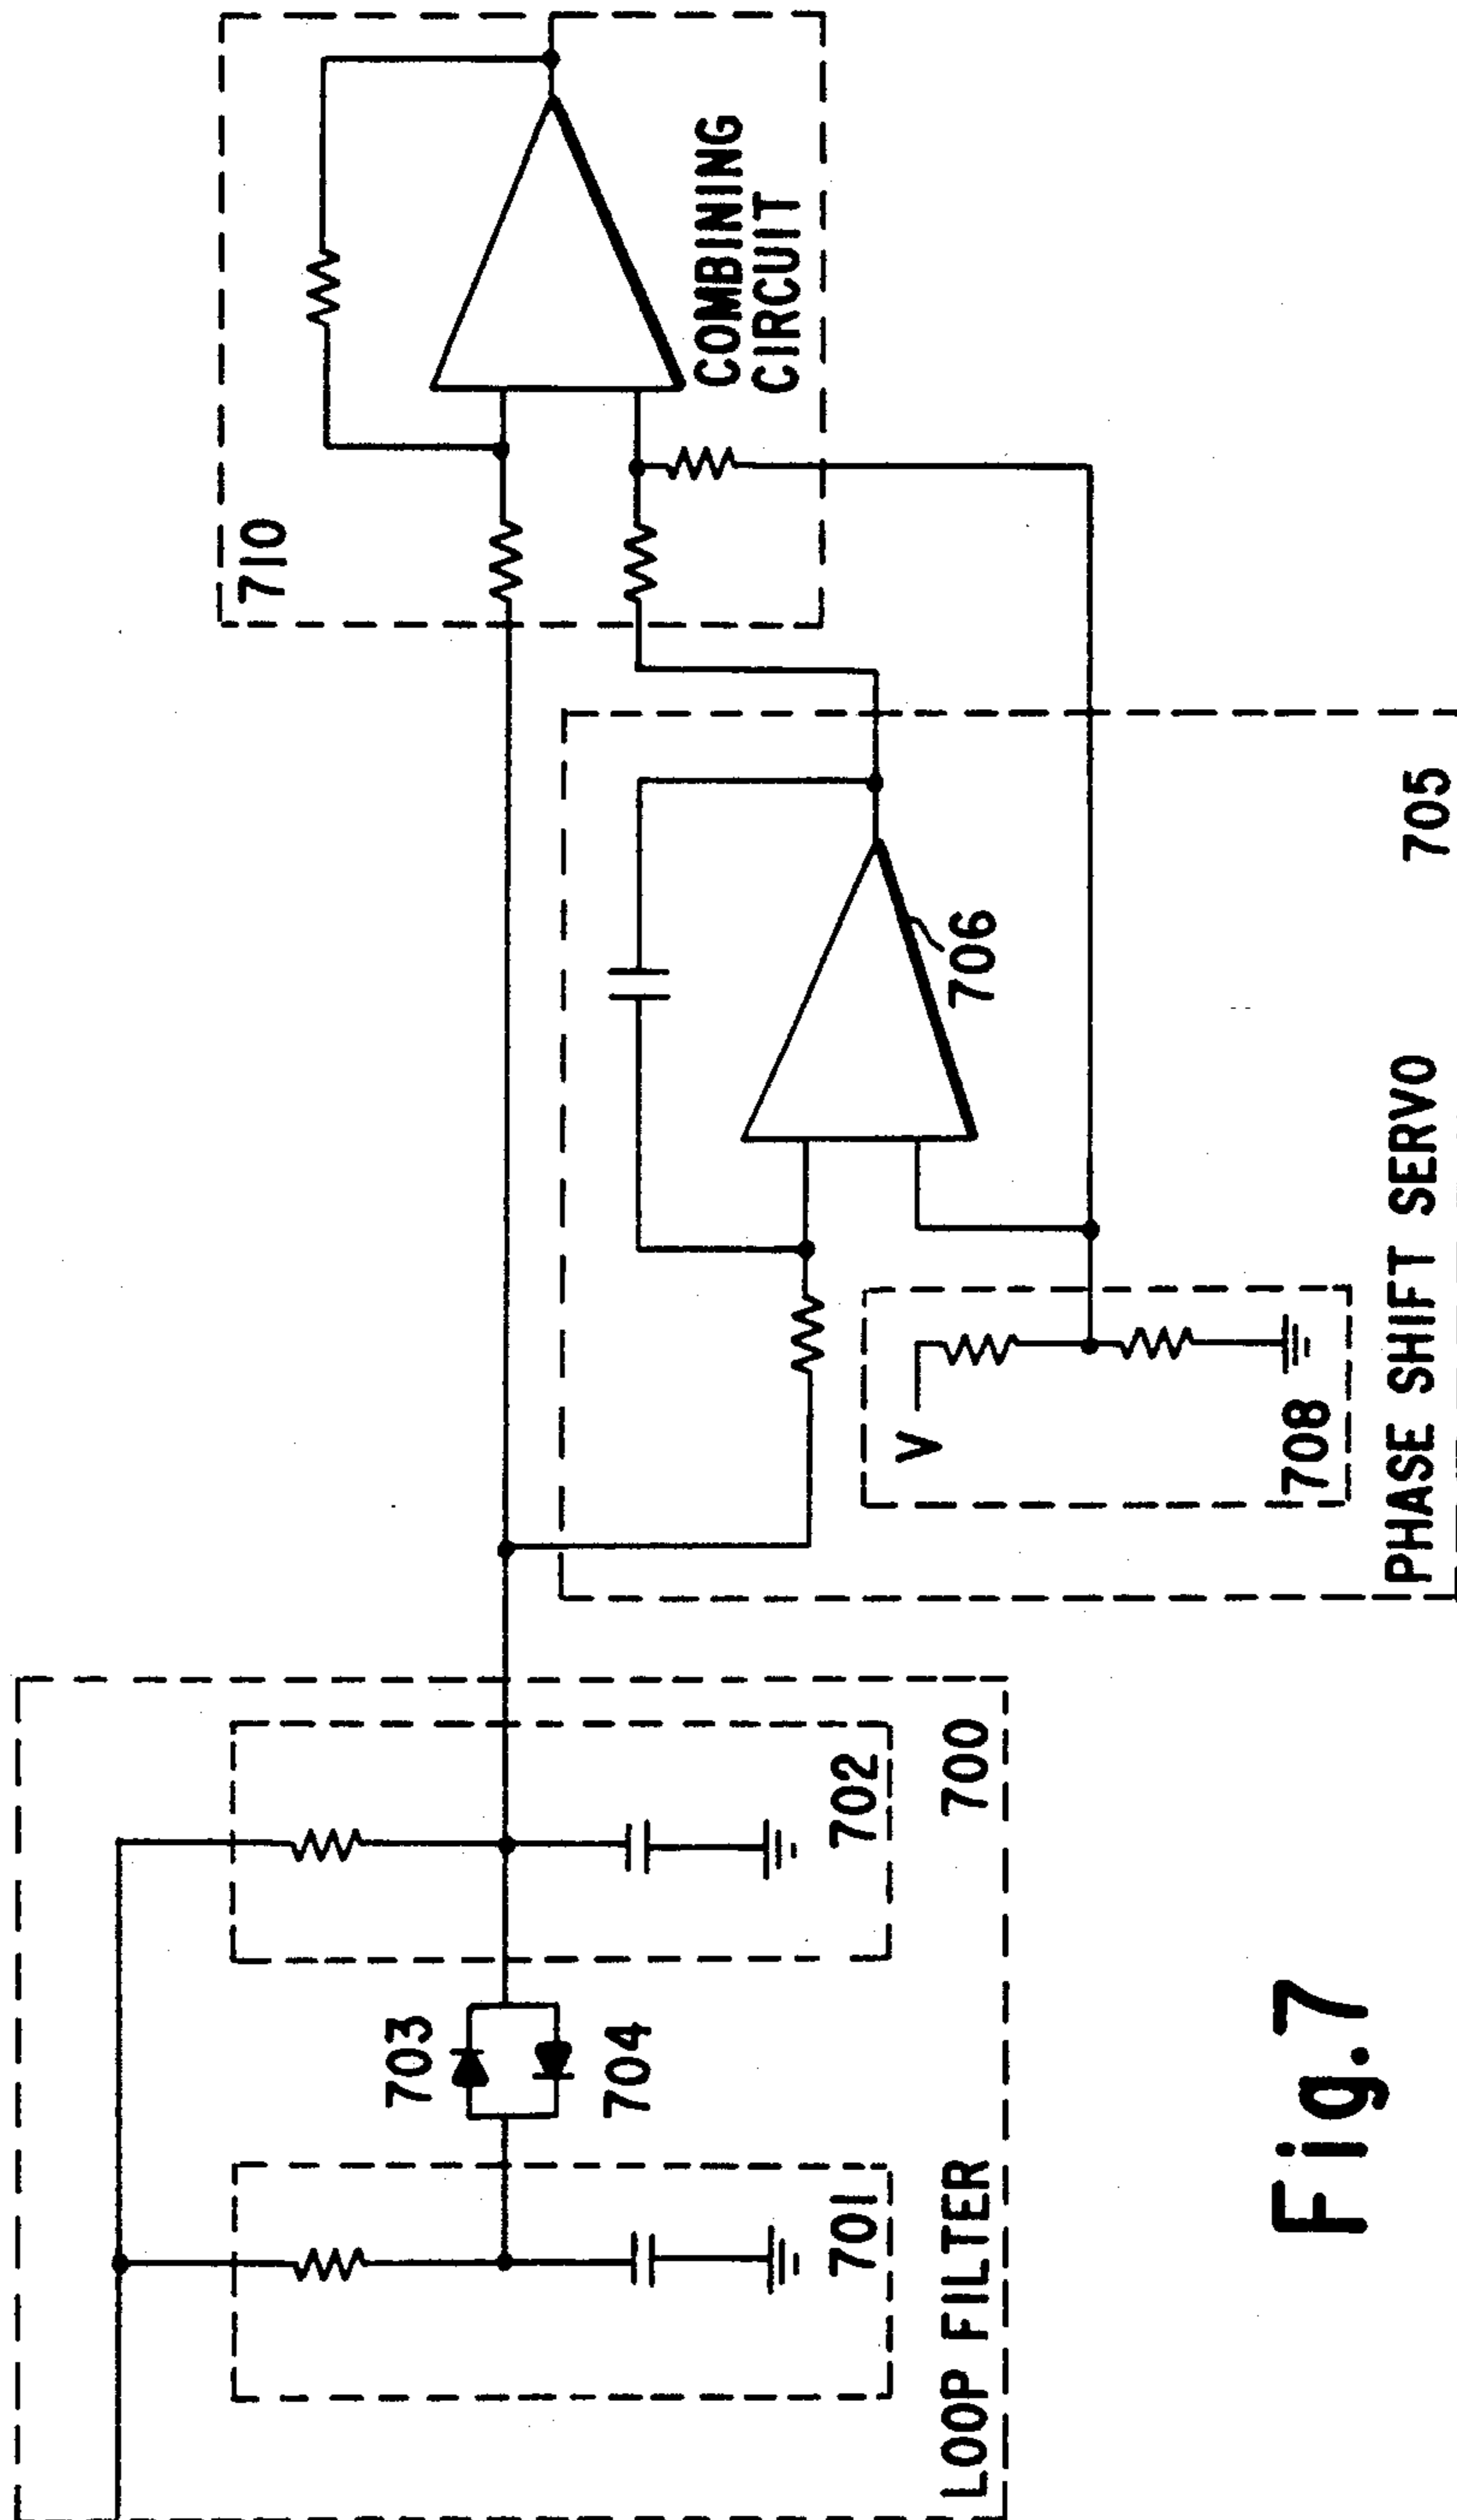 710
COMBINING
CIRCUIT
706
V
708
PHASE SHIFT SERVO
705
703
704
701
702
LOOP FILTER
700
Fig.7